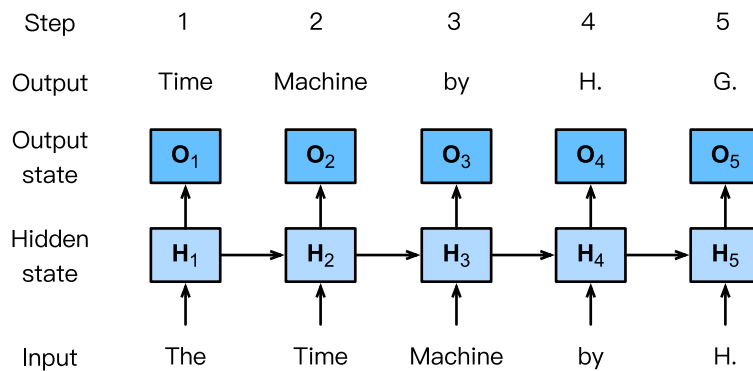 Step 1 2 3 4 5
Output Time Machine by H. G.
Output state O₁ O₂ O₃ O₄ O₅
Hidden state H₁ H₂ H₃ H₄ H₅
Input The Time Machine by H.